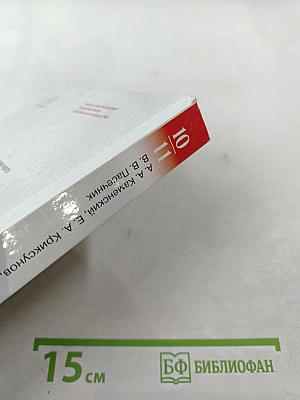 10
11
А. А. Каменский, Е. А. Криксунов,
В. В. Пасечник
15 см
БФ БИБЛИОФАН